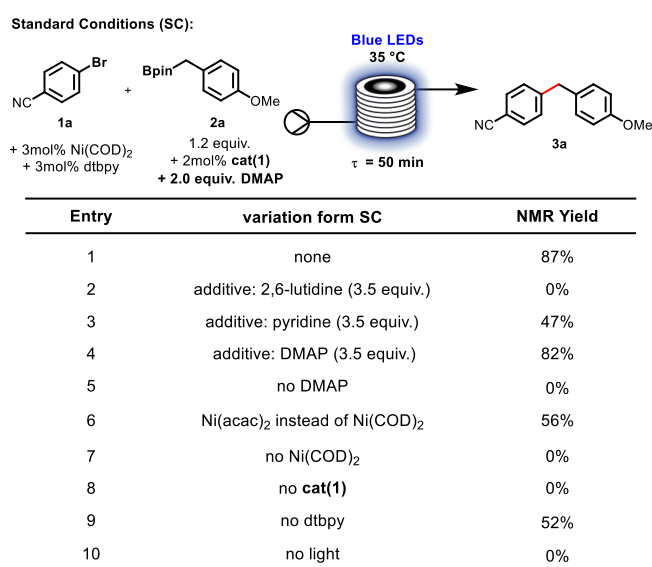 Standard Conditions (SC):
Blue LEDs
35 °C
Br
NC
1a
+
BPin
OMe
2a
NC
OMe
3a
+ 3mol% Ni(COD)2
+ 3mol% dtbpy
1.2 equiv.
+ 2mol% cat(1)
+ 2.0 equiv. DMAP
τ = 50 min
Entry variation form SC NMR Yield
1 none 87%
2 additive: 2,6-lutidine (3.5 equiv.) 0%
3 additive: pyridine (3.5 equiv.) 47%
4 additive: DMAP (3.5 equiv.) 82%
5 no DMAP 0%
6 Ni(acac)2 instead of Ni(COD)2 56%
7 no Ni(COD)2 0%
8 no cat(1) 0%
9 no dtbpy 52%
10 no light 0%